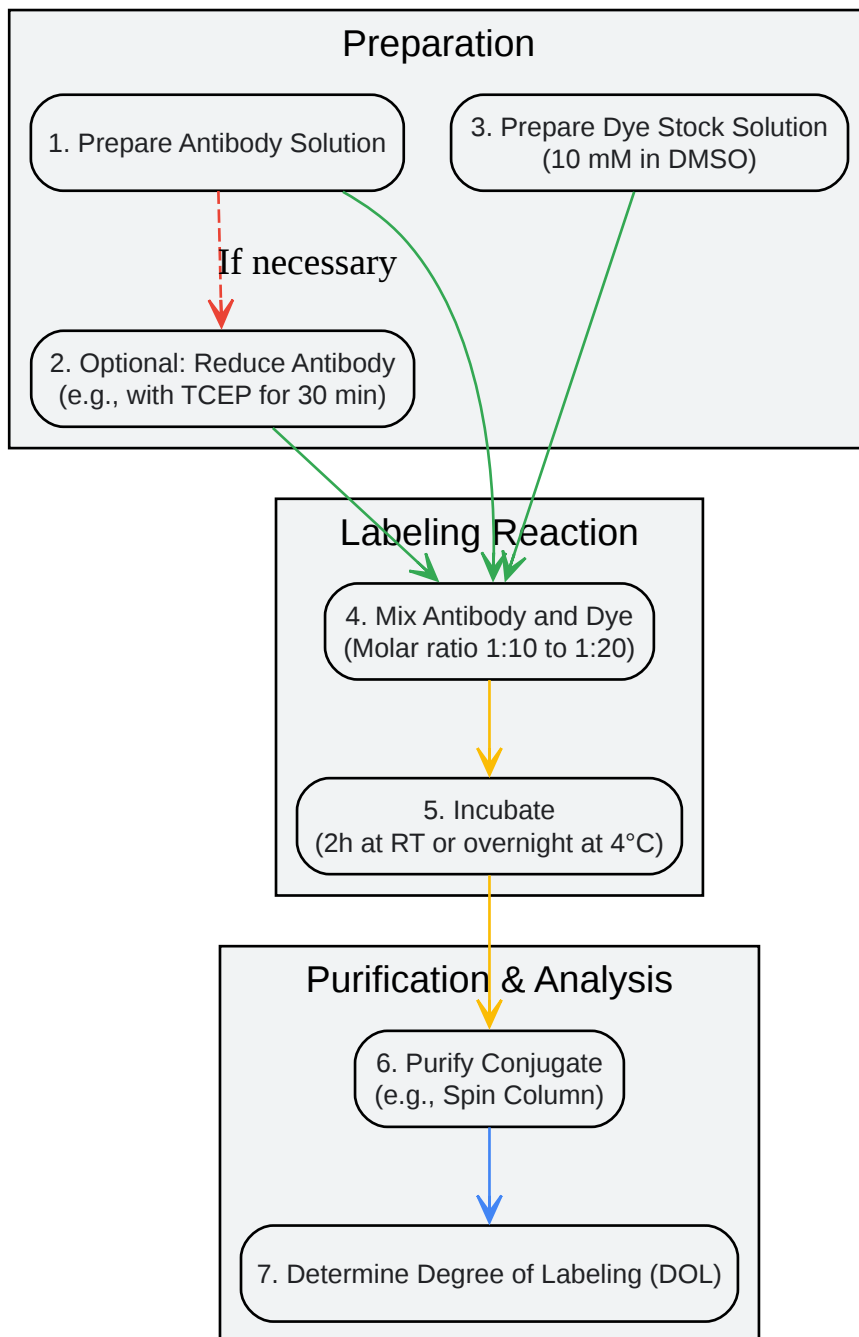 Preparation
1. Prepare Antibody Solution
3. Prepare Dye Stock Solution
(10 mM in DMSO)
If necessary
2. Optional: Reduce Antibody
(e.g., with TCEP for 30 min)
Labeling Reaction
4. Mix Antibody and Dye
(Molar ratio 1:10 to 1:20)
5. Incubate
(2h at RT or overnight at 4°C)
Purification & Analysis
6. Purify Conjugate
(e.g., Spin Column)
7. Determine Degree of Labeling (DOL)